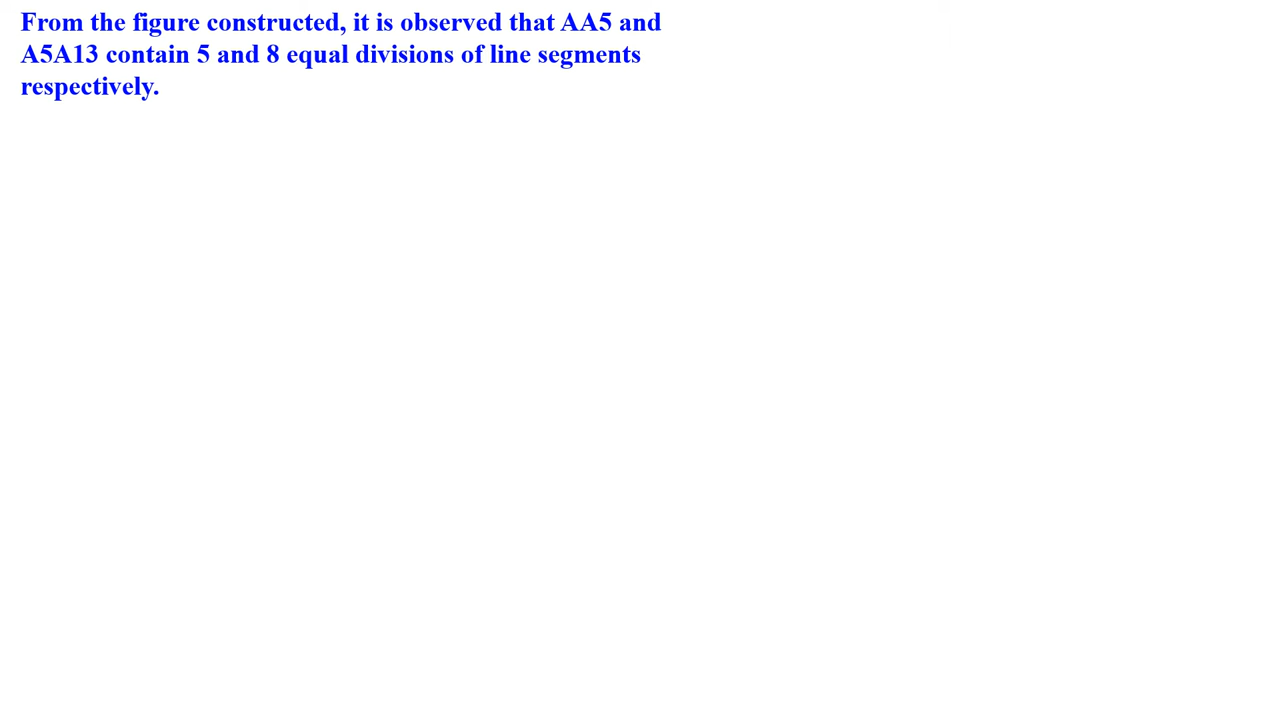 From the figure constructed, it is observed that AA5 and
A5A13 contain 5 and 8 equal divisions of line segments
respectively.